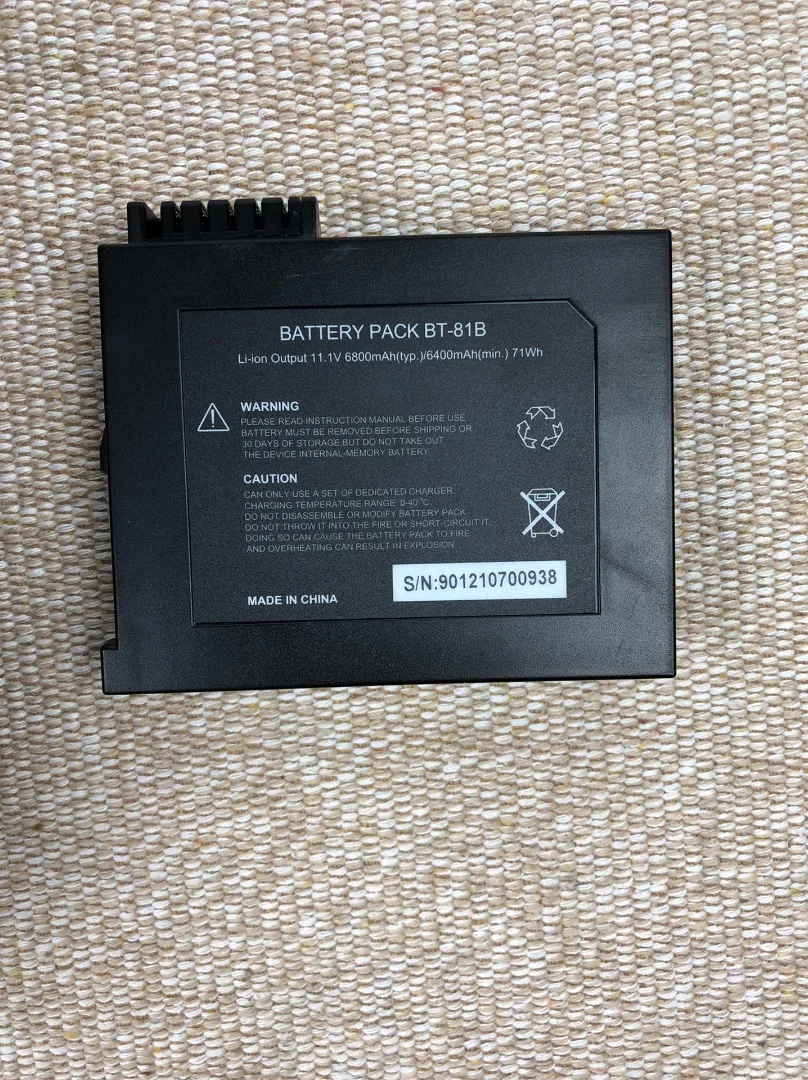 BATTERY PACK BT-81B
Li-ion Output 11.1V 6800mAh(typ.)/6400mAh(min.) 71Wh
WARNING
PLEASE READ INSTRUCTION MANUAL BEFORE USE
BATTERY MUST BE REMOVED BEFORE SHIPPING OR
30 DAYS OF STORAGE,BUT DO NOT TAKE OUT
THE DEVICE INTERNAL-MEMORY BATTERY
CAUTION
CAN ONLY USE A SET OF DEDICATED CHARGER
CHARGING TEMPERATURE RANGE: 0-40℃.
DO NOT DISASSEMBLE OR MODIFY BATTERY PACK
DO NOT THROW IT INTO THE FIRE OR SHORT-CIRCUIT IT
DOING SO CAN CAUSE THE BATTERY PACK TO FIRE
AND OVERHEATING CAN RESULT IN EXPLOSION
MADE IN CHINA
S/N:901210700938